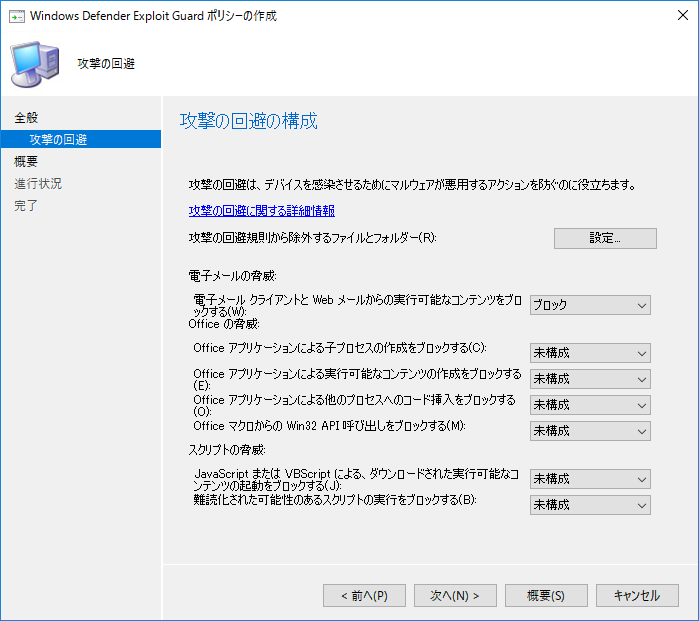 Windows Defender Exploit Guard ポリシーの作成
攻撃の回避
全般
攻撃の回避
概要
進行状況
完了
攻撃の回避の構成
攻撃の回避は、デバイスを感染させるためにマルウェアが悪用するアクションを防ぐのに役立ちます。
攻撃の回避に関する詳細情報
攻撃の回避規則から除外するファイルとフォルダー(R):
設定...
電子メールの脅威:
電子メール クライアントと Web メールからの実行可能なコンテンツをブロ
ックする(W):
ブロック
Office の脅威:
Office アプリケーションによる子プロセスの作成をブロックする(C):
未構成
Office アプリケーションによる実行可能なコンテンツの作成をブロックする
(E):
未構成
Office アプリケーションによる他のプロセスへのコード挿入をブロックする
(O):
未構成
Office マクロからの Win32 API 呼び出しをブロックする(M):
未構成
スクリプトの脅威:
JavaScript または VBScript による、ダウンロードされた実行可能なコ
ンテンツの起動をブロックする(J):
未構成
難読化された可能性のあるスクリプトの実行をブロックする(B):
未構成
< 前へ(P)
次へ(N) >
概要(S)
キャンセル